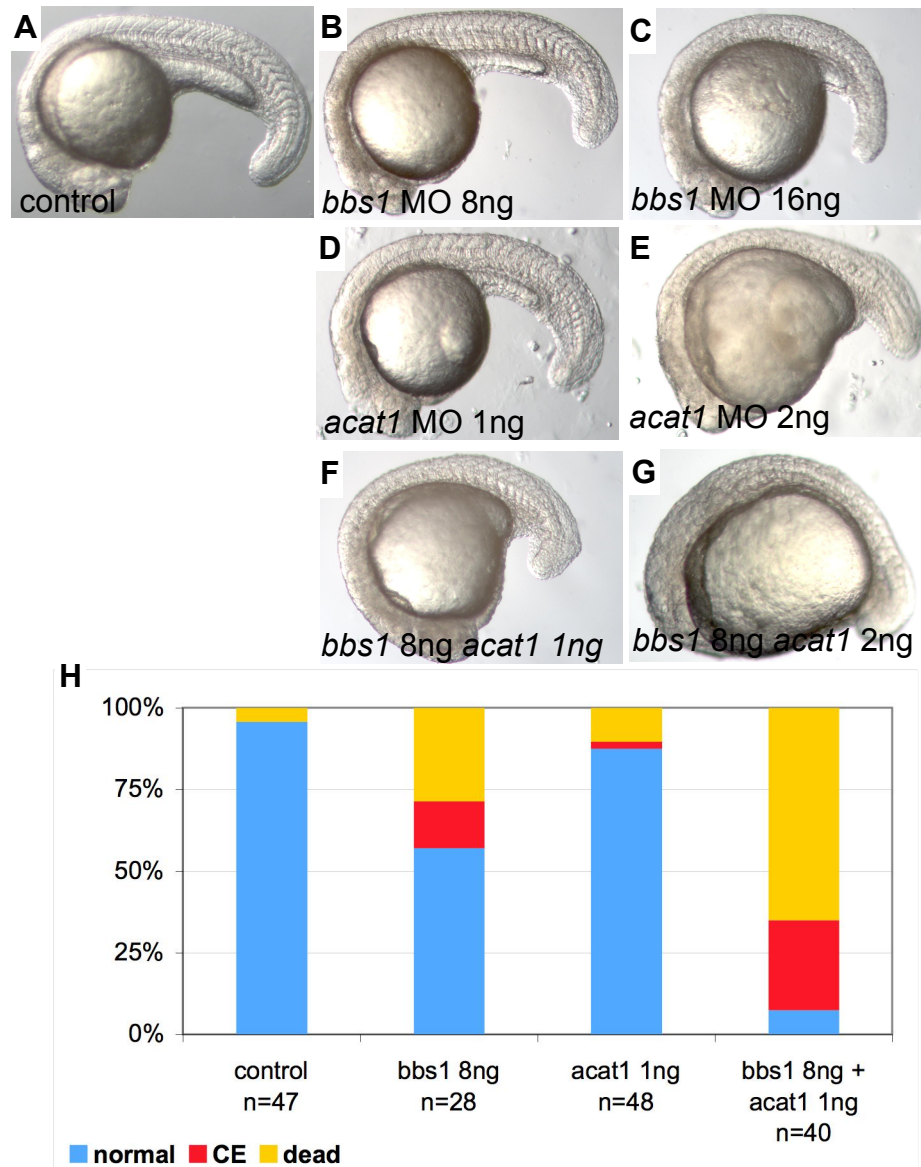 A
control
B
bbs1 MO 8ng
C
bbs1 MO 16ng
D
acat1 MO 1ng
E
acat1 MO 2ng
F
bbs1 8ng acat1 1ng
G
bbs1 8ng acat1 2ng
H
100%
75%
50%
25%
0%
control
n=47
bbs1 8ng
n=28
acat1 1ng
n=48
bbs1 8ng +
acat1 1ng
n=40
normal CE dead